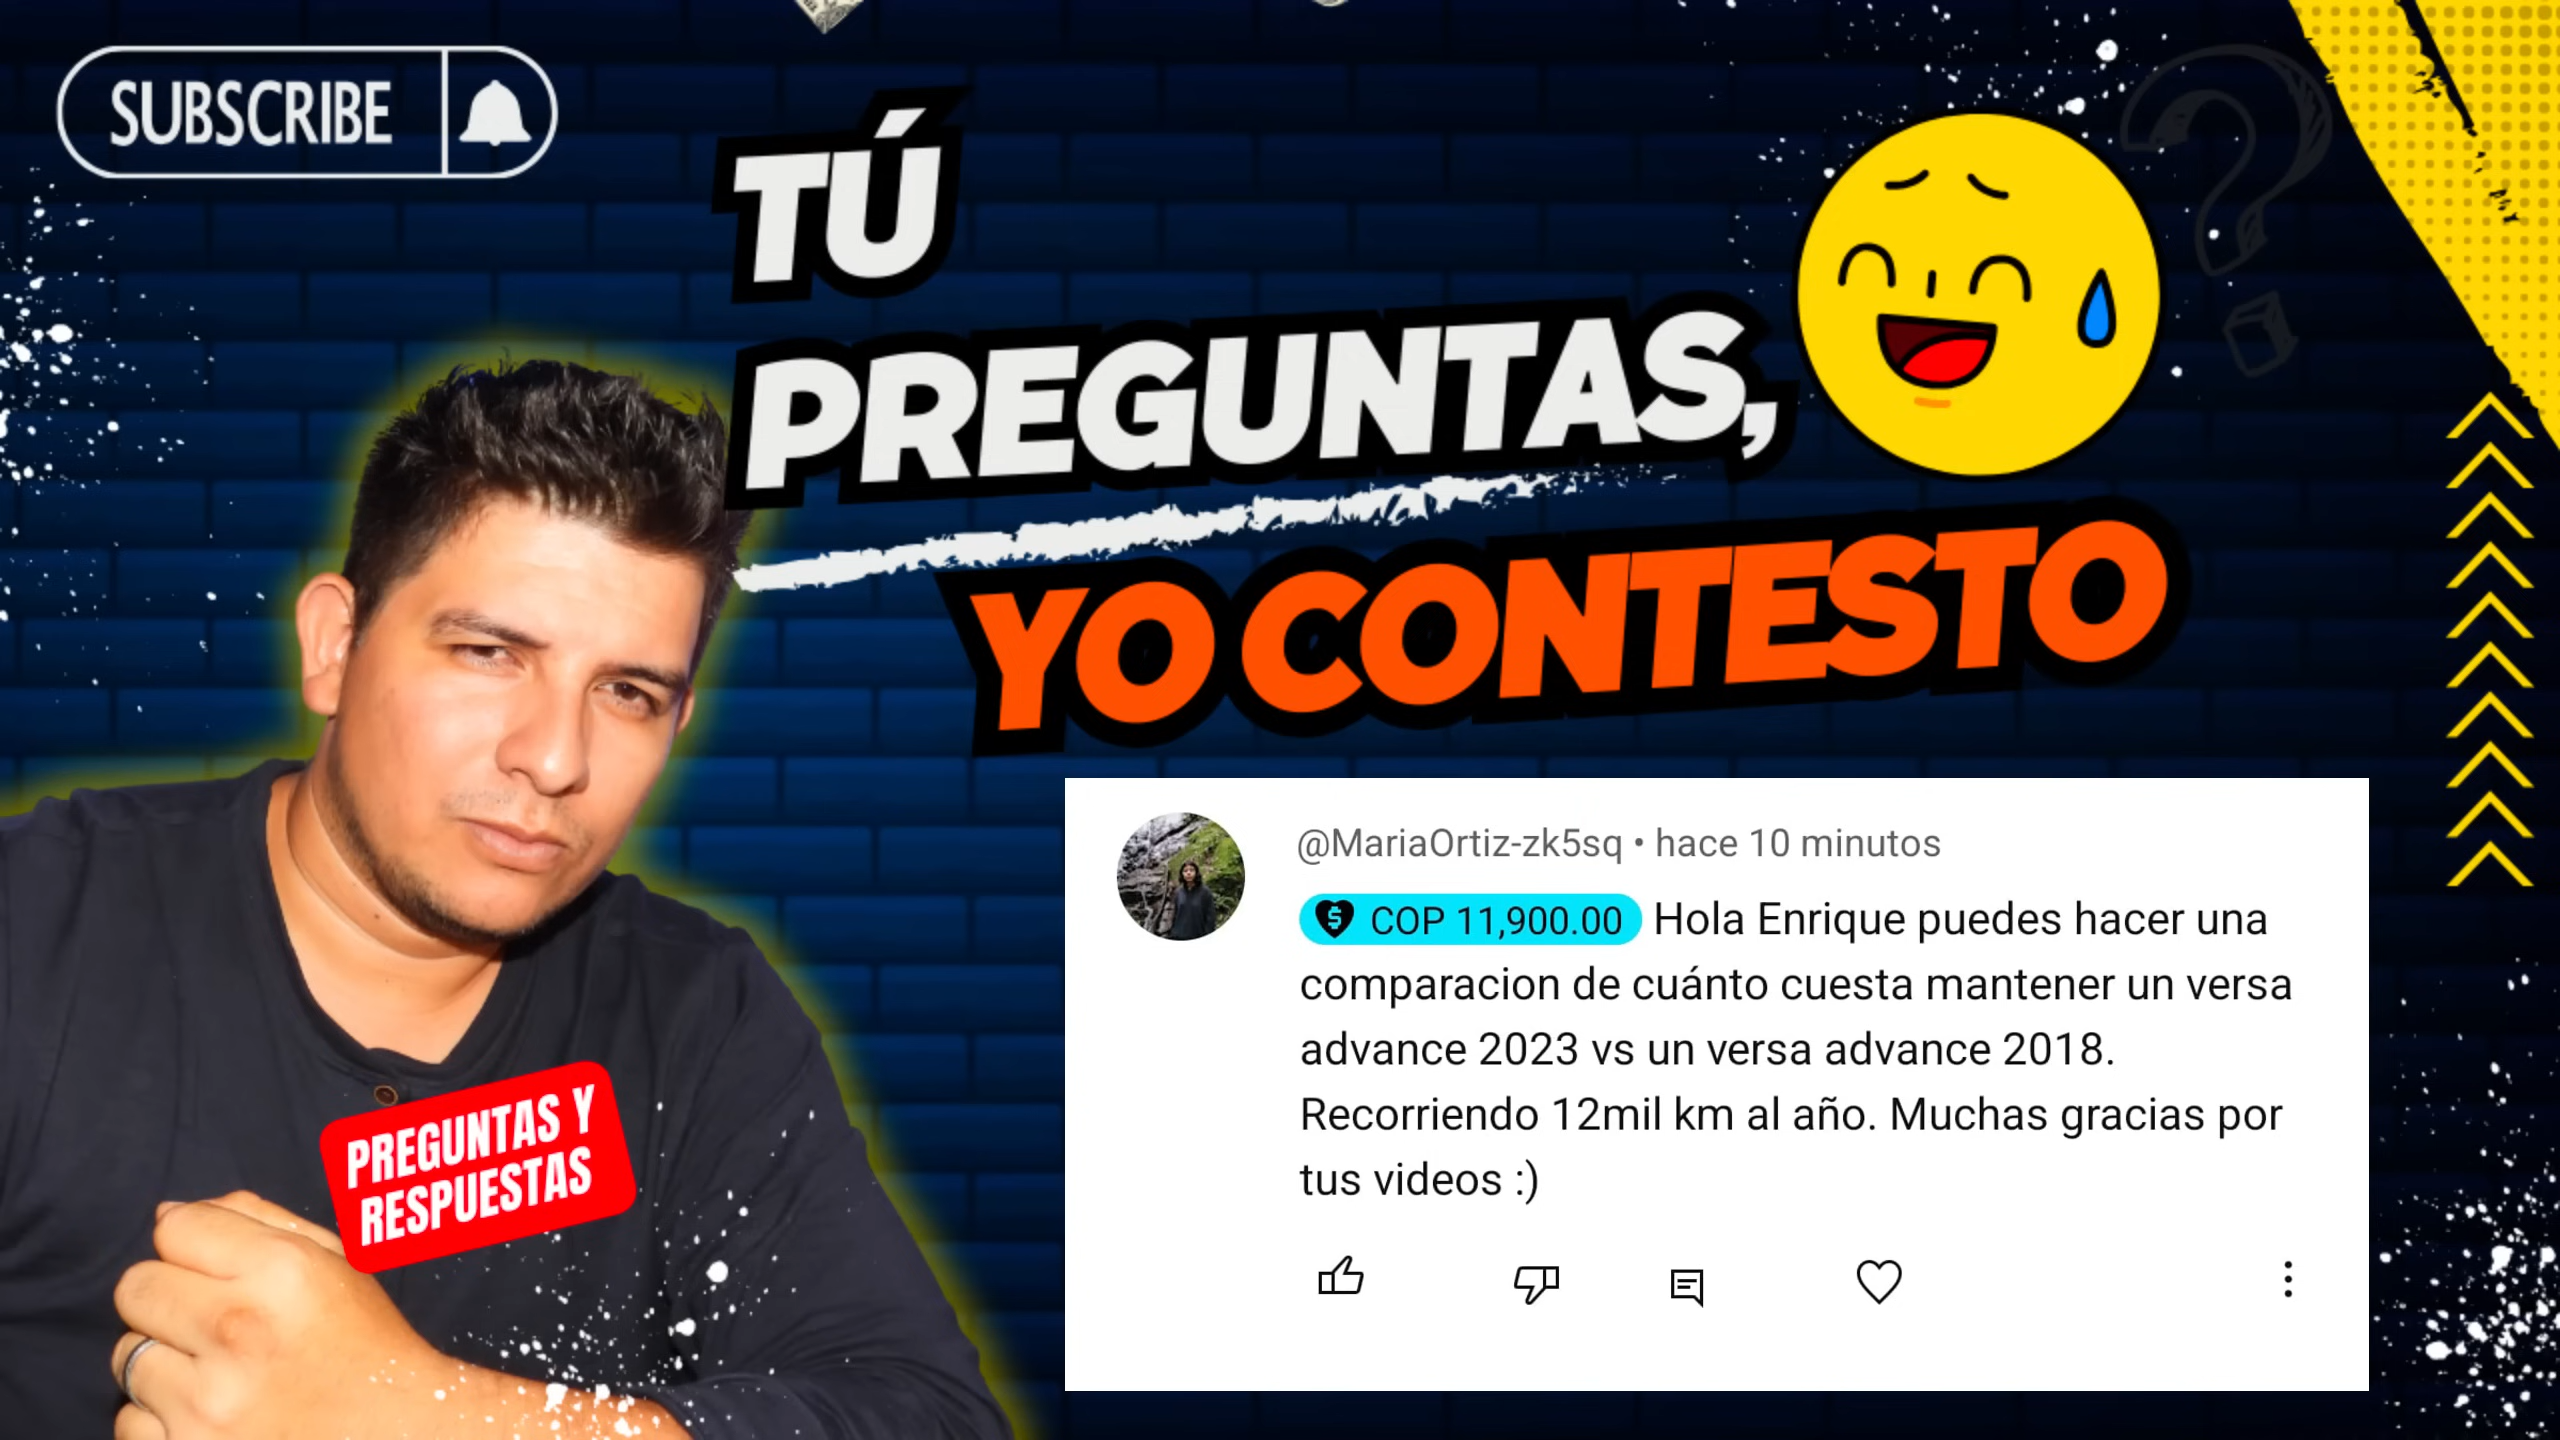 SUBSCRIBE
TÚ
PREGUNTAS,
YO CONTESTO
@MariaOrtiz-zk5sq • hace 10 minutos
COP 11,900.00 Hola Enrique puedes hacer una
comparacion de cuánto cuesta mantener un versa
advance 2023 vs un versa advance 2018.
Recorriendo 12mil km al año. Muchas gracias por
tus videos :)
PREGUNTAS Y
RESPUESTAS